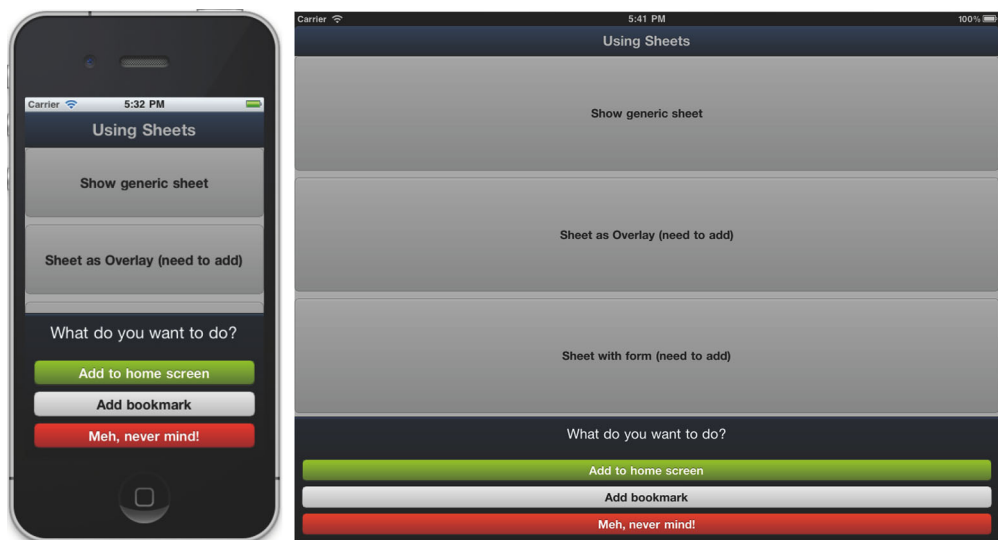 Carrier
5:32 PM
Using Sheets
Show generic sheet
Sheet as Overlay (need to add)
What do you want to do?
Add to home screen
Add bookmark
Meh, never mind!
Carrier
5:41 PM
100%
Using Sheets
Show generic sheet
Sheet as Overlay (need to add)
Sheet with form (need to add)
What do you want to do?
Add to home screen
Add bookmark
Meh, never mind!